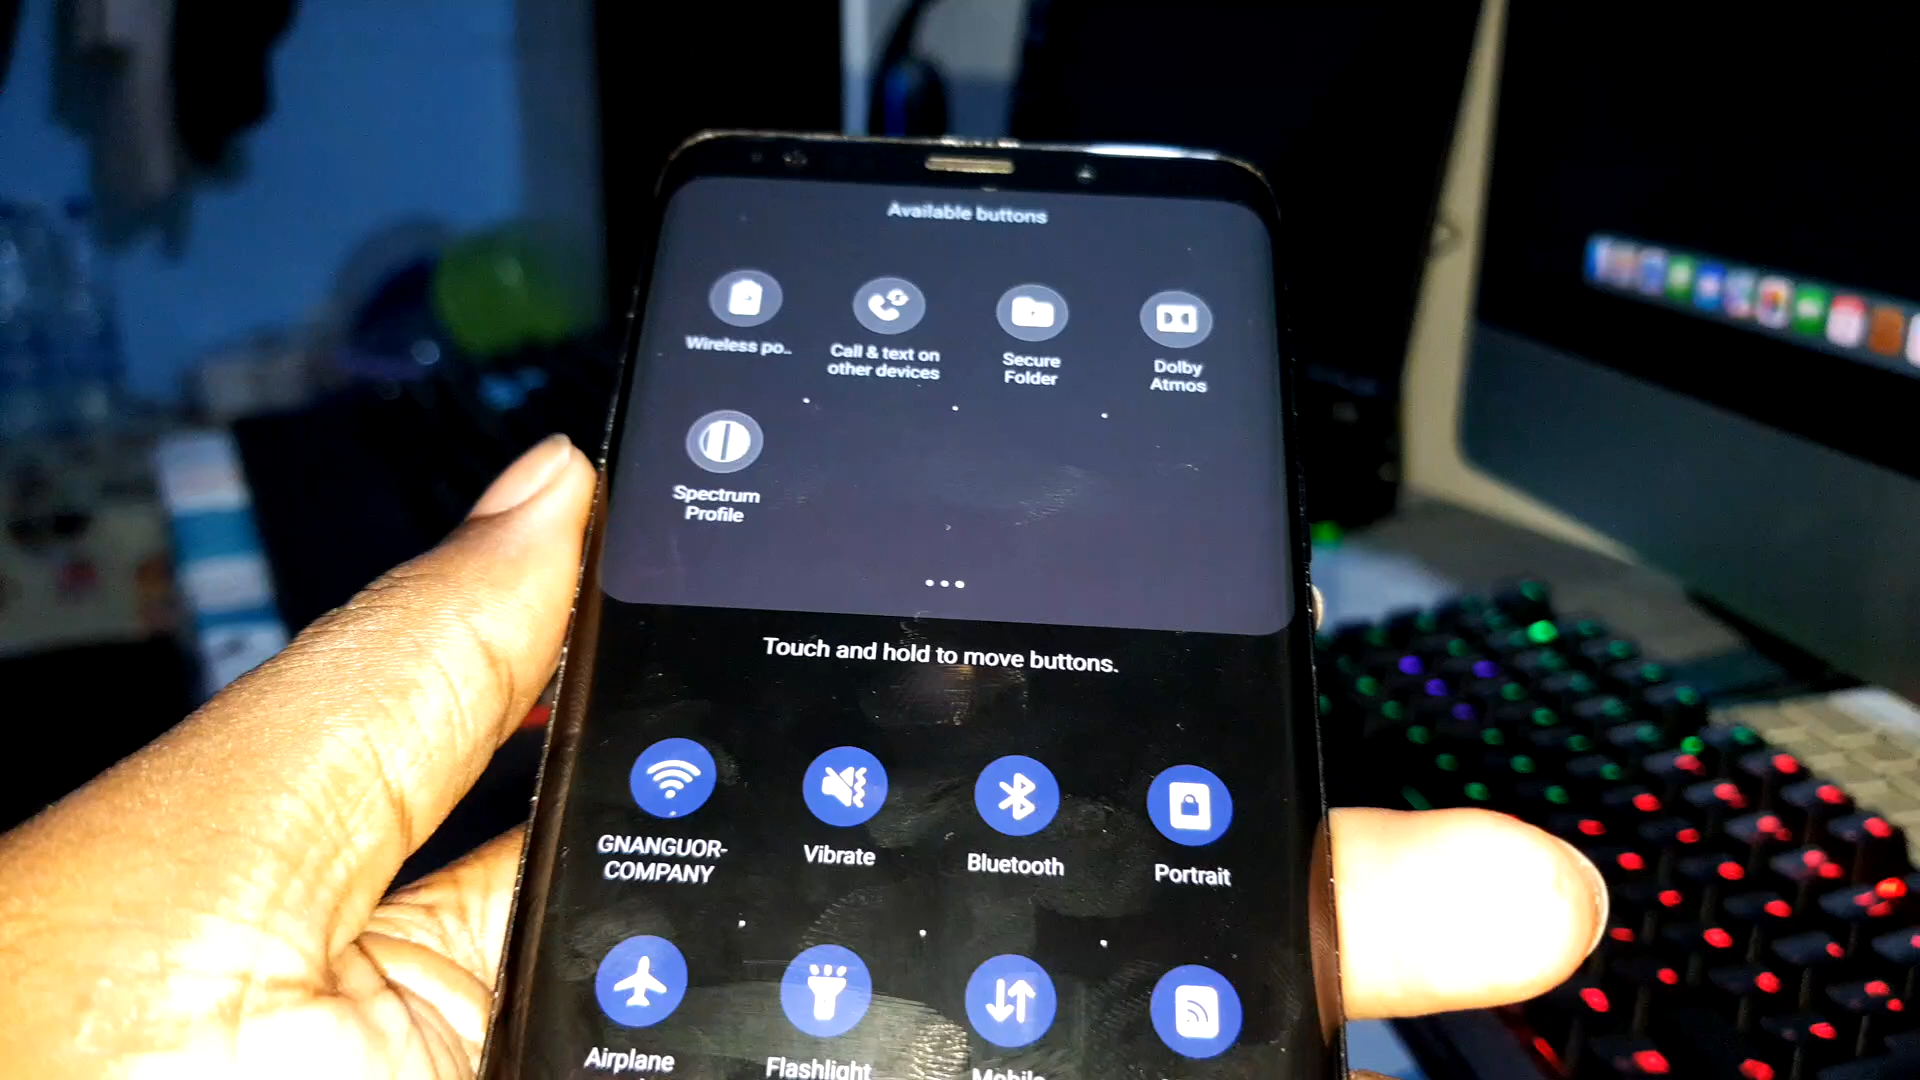 Available buttons
Wireless po..
Call & text on
other devices
Secure
Folder
Dolby
Atmos
Spectrum
Profile
Touch and hold to move buttons.
GNANGUOR-
COMPANY
Vibrate
Bluetooth
Portrait
Airplane
Flashlight
Mobile